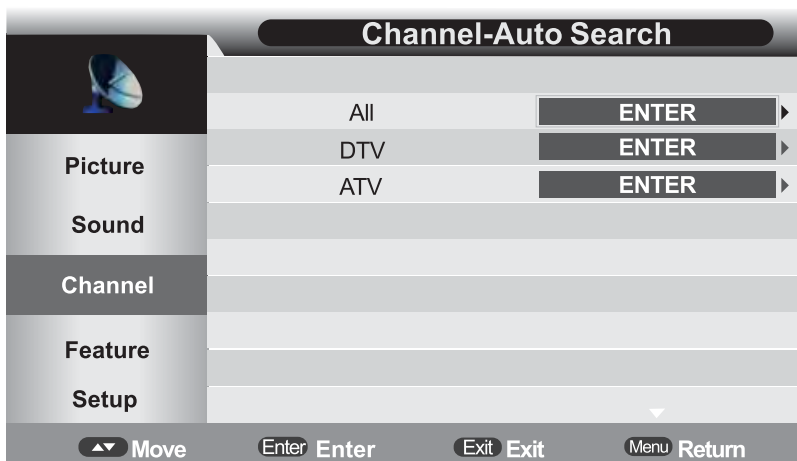 Channel-Auto Search
All ENTER
DTV ENTER
ATV ENTER
Picture
Sound
Channel
Feature
Setup
Move Enter Enter Exit Exit Menu Return